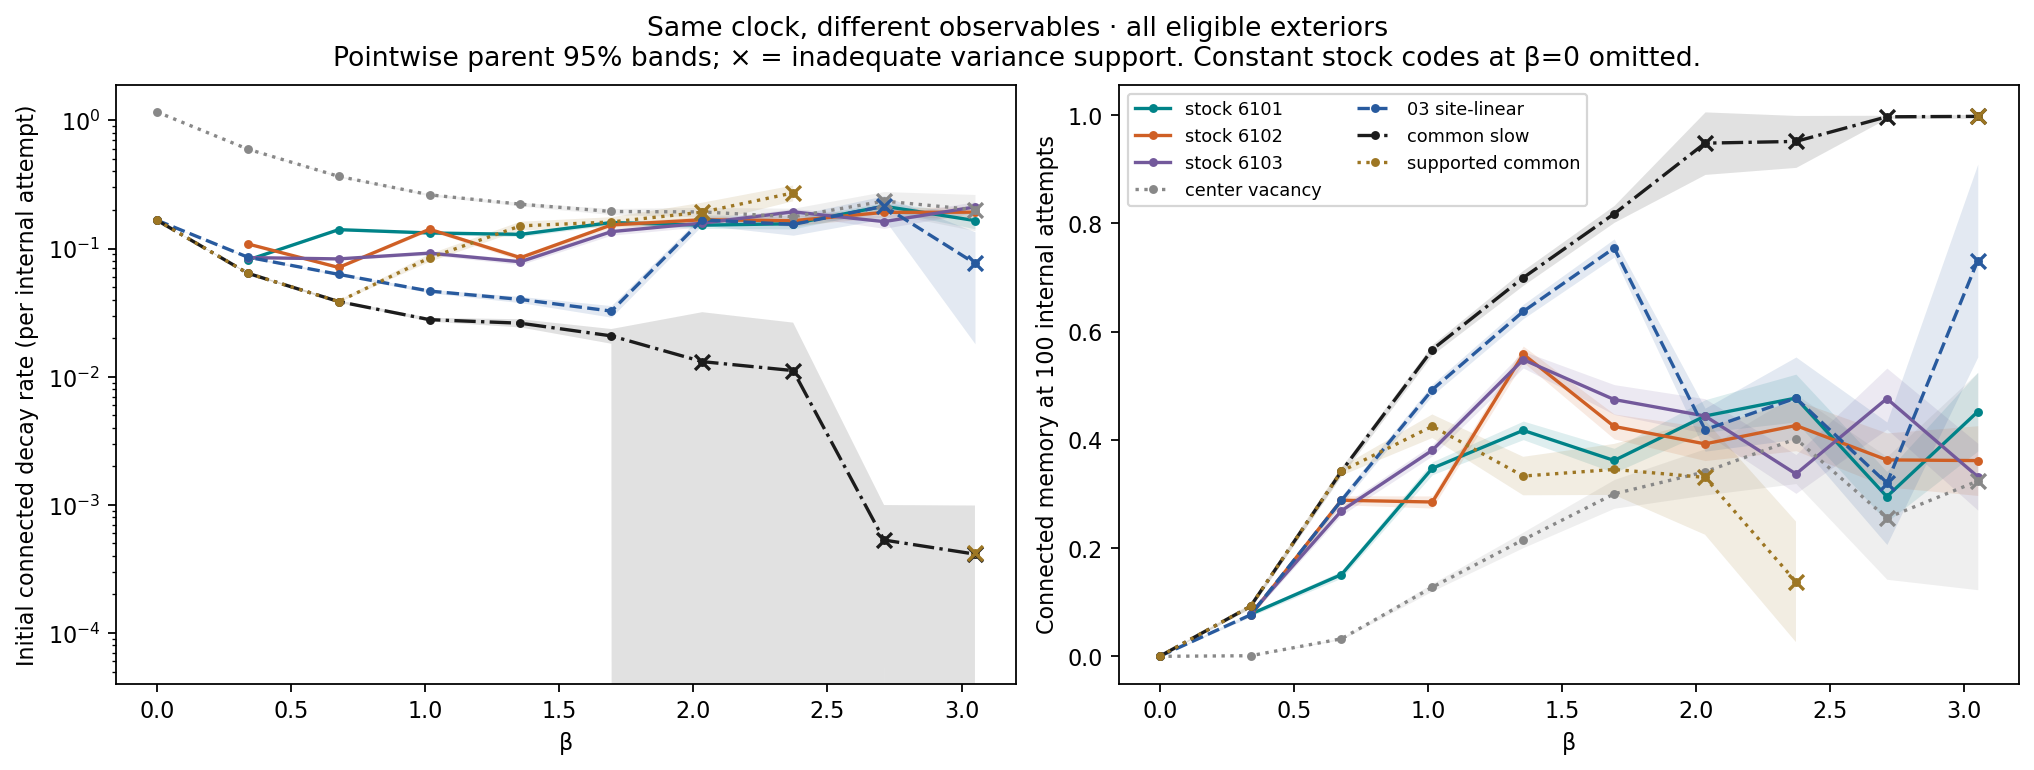 Same clock, different observables · all eligible exteriors
Pointwise parent 95% bands; × = inadequate variance support. Constant stock codes at β=0 omitted.
Initial connected decay rate (per internal attempt)
10⁰
10⁻¹
10⁻²
10⁻³
10⁻⁴
0.0 0.5 1.0 1.5 2.0 2.5 3.0
β
Connected memory at 100 internal attempts
1.0
0.8
0.6
0.4
0.2
0.0
stock 6101
stock 6102
stock 6103
center vacancy
03 site-linear
common slow
supported common
0.0 0.5 1.0 1.5 2.0 2.5 3.0
β